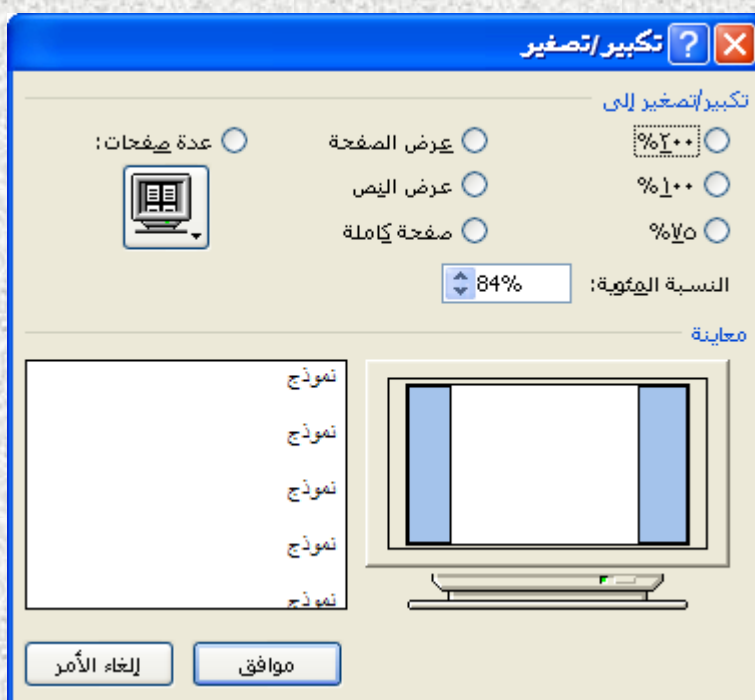 تكبير/تصغير
تكبير/تصغير إلى
٢٠٠%
عرض الصفحة
عدة صفحات:
١٠٠%
عرض النص
٧٥%
صفحة كاملة
النسبة المئوية:
84%
معاينة
نموذج
نموذج
نموذج
نموذج
نموذج
موافق
إلغاء الأمر